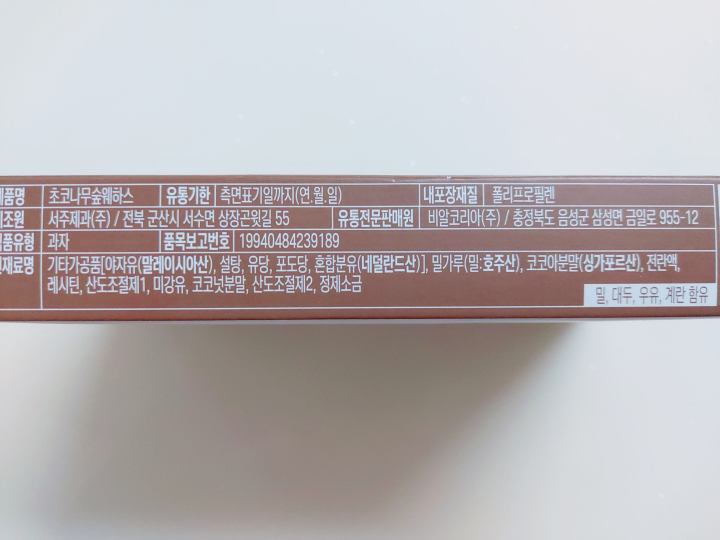 제품명 초코나무숲웨하스 유통기한 측면표기일까지(연.월.일) 내포장재질 폴리프로필렌
제조원 서주제과(주) / 전북 군산시 서수면 상장곤윗길 55 유통전문판매원 비알코리아(주) / 충청북도 음성군 삼성면 금일로 955-12
식품유형 과자 품목보고번호 19940484239189
원재료명 기타가공품[야자유(말레이시아산), 설탕, 유당, 포도당, 혼합분유(네덜란드산)], 밀가루(밀:호주산), 코코아분말(싱가포르산), 전란액,
레시틴, 산도조절제1, 미강유, 코코넛분말, 산도조절제2, 정제소금
밀, 대두, 우유, 계란 함유